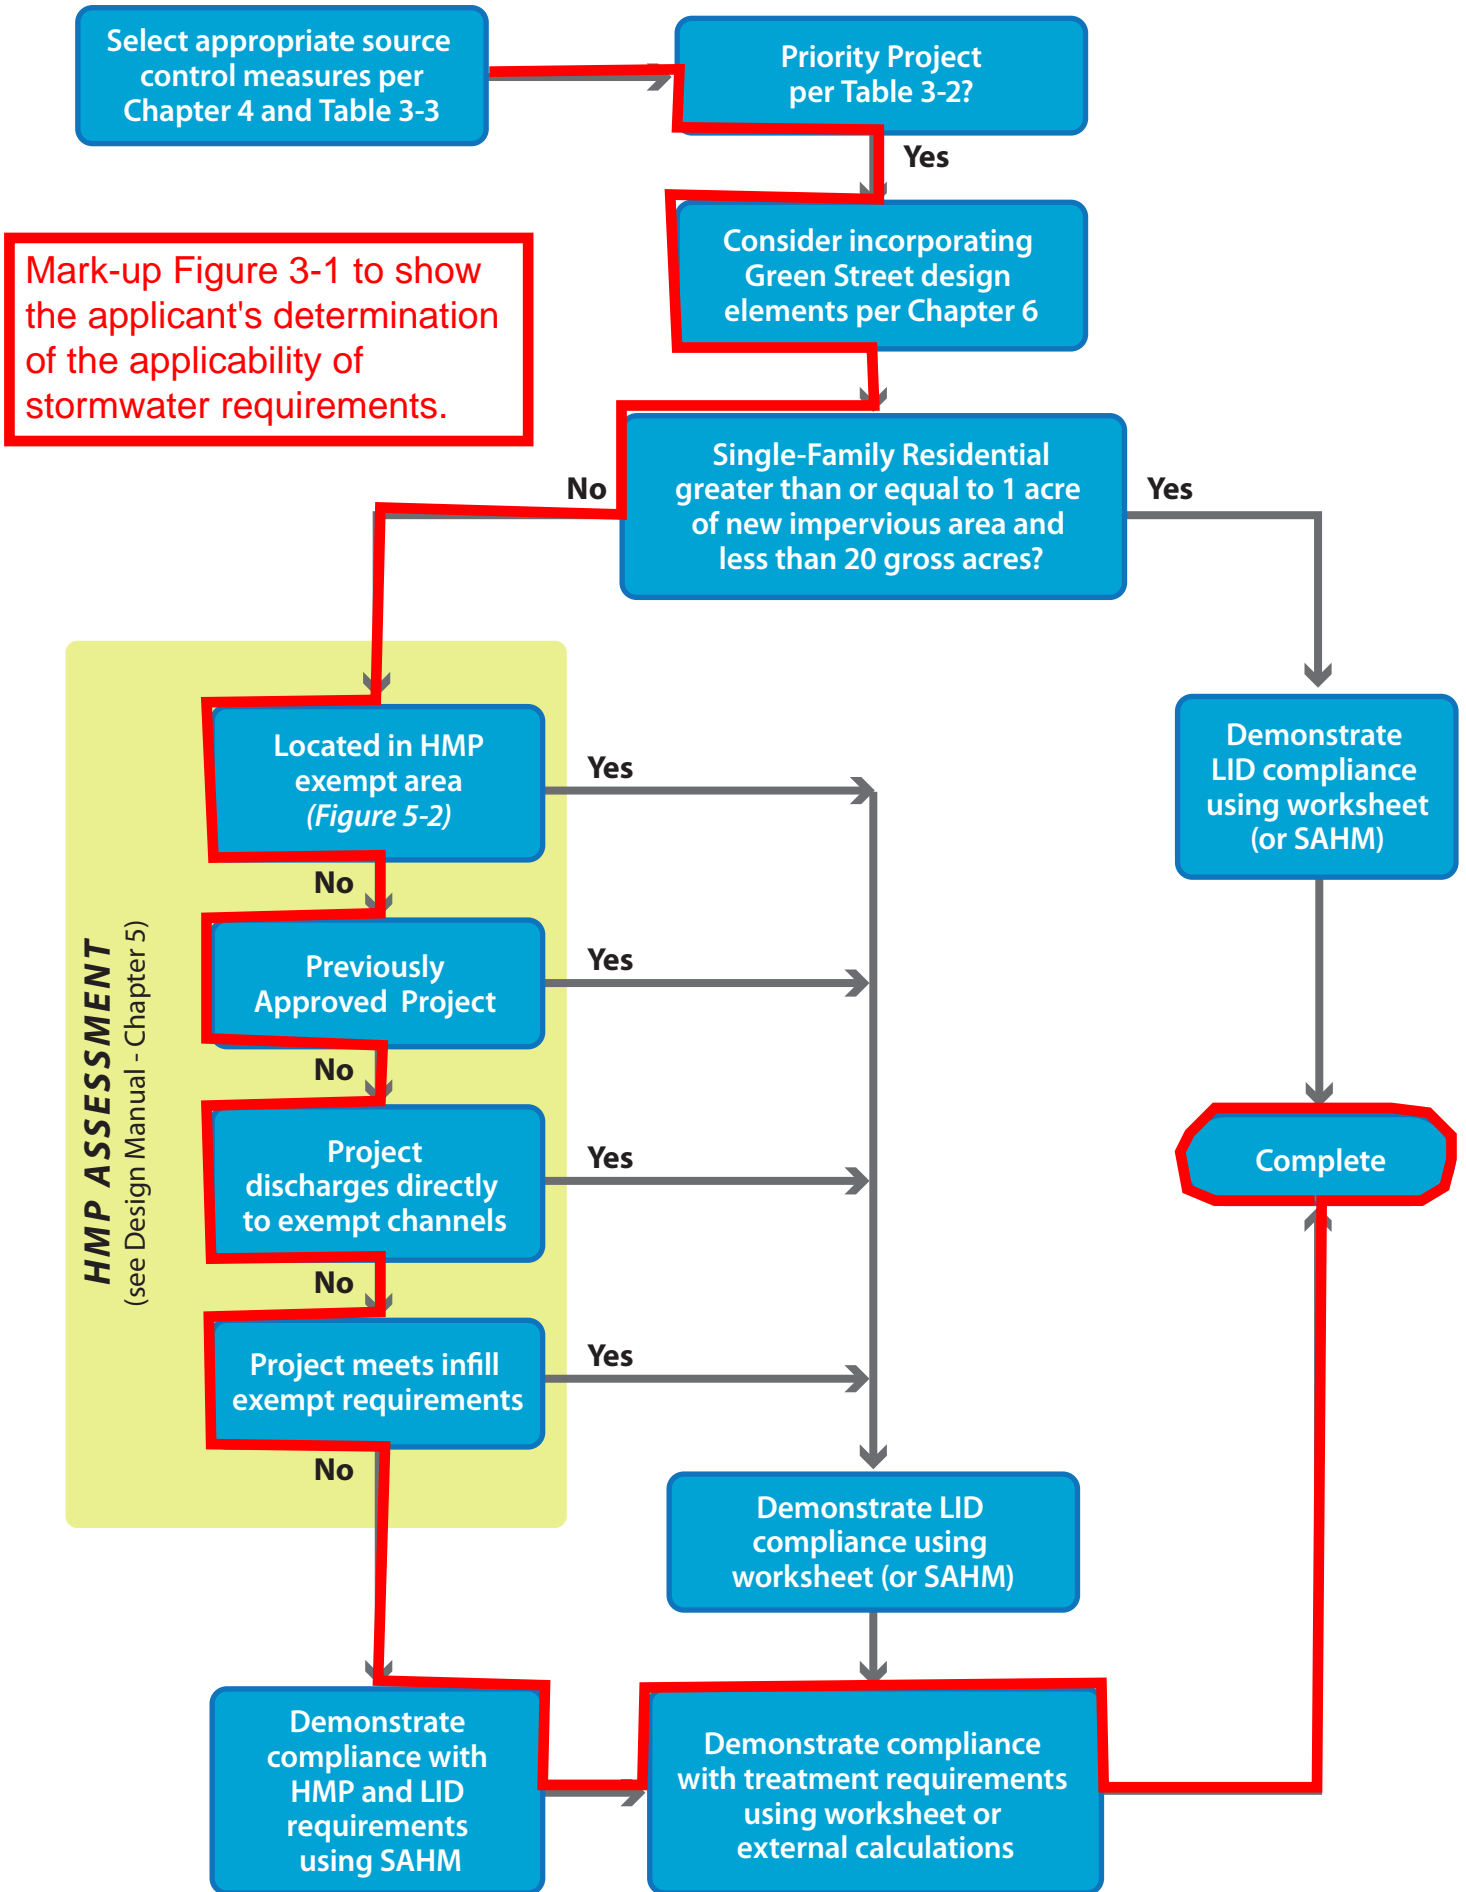 Select appropriate source
control measures per
Chapter 4 and Table 3-3
Priority Project
per Table 3-2?
Yes
Consider incorporating
Green Street design
elements per Chapter 6
Mark-up Figure 3-1 to show
the applicant's determination
of the applicability of
stormwater requirements.
Single-Family Residential
greater than or equal to 1 acre
of new impervious area and
less than 20 gross acres?
No
Yes
HMP ASSESSMENT
(see Design Manual - Chapter 5)
Located in HMP
exempt area
(Figure 5-2)
Yes
No
Previously
Approved Project
Yes
No
Project
discharges directly
to exempt channels
Yes
No
Project meets infill
exempt requirements
Yes
No
Demonstrate
LID compliance
using worksheet
(or SAHM)
Complete
Demonstrate LID
compliance using
worksheet (or SAHM)
Demonstrate
compliance with
HMP and LID
requirements
using SAHM
Demonstrate compliance
with treatment requirements
using worksheet or
external calculations